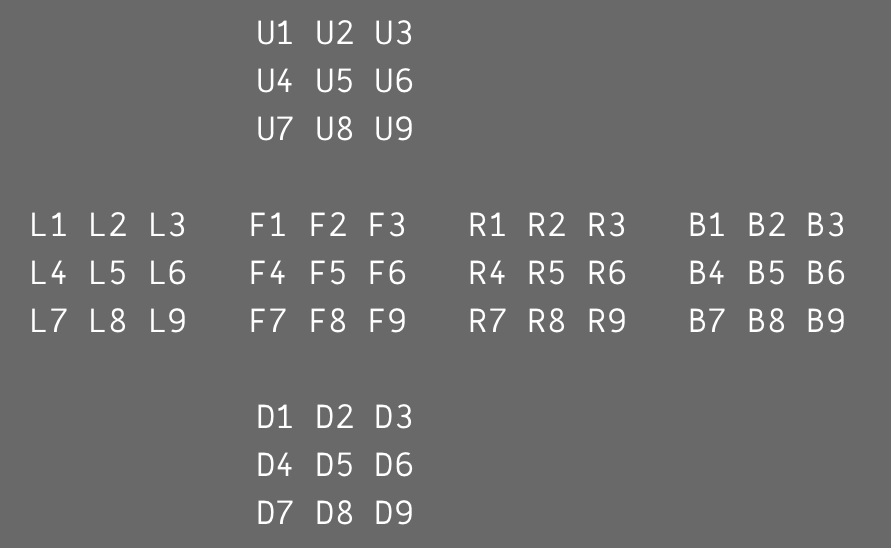 U1 U2 U3
U4 U5 U6
U7 U8 U9
L1 L2 L3 F1 F2 F3 R1 R2 R3 B1 B2 B3
L4 L5 L6 F4 F5 F6 R4 R5 R6 B4 B5 B6
L7 L8 L9 F7 F8 F9 R7 R8 R9 B7 B8 B9
D1 D2 D3
D4 D5 D6
D7 D8 D9